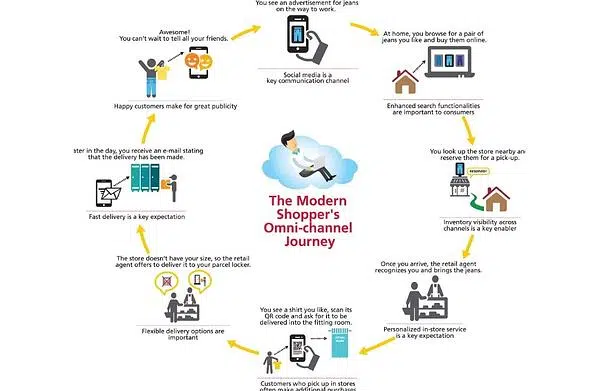 You see an advertisement for jeans
on the way to work.
Social media is a
key communication channel
At home, you browse for a pair of
jeans you like and buy them online.
Enhanced search functionalities
are important to consumers
You look up the store nearby and
reserve them for a pick-up.
RESERVED!
Inventory visibility across
channels is a key enabler
Once you arrive, the retail agent
recognizes you and brings the jeans.
Personalized in-store service
is a key expectation
You see a shirt you like, scan its
QR code and ask for it to be
delivered into the fitting room.
Customers who pick up in stores
often make additional purchases
The store doesn't have your size, so the retail
agent offers to deliver it to your parcel locker.
Flexible delivery options are
important
ater in the day, you receive an e-mail stating
that the delivery has been made.
Fast delivery is a key expectation
Awesome!
You can't wait to tell all your friends.
Happy customers make for great publicity
The Modern
Shopper's
Omni-channel
Journey